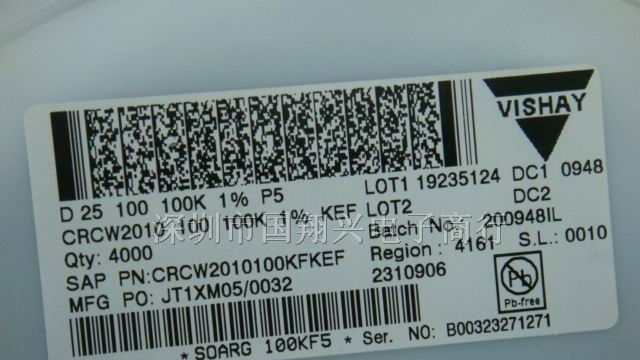 VISHAY
D 25 100 100K 1% P5
LOT1 19235124 DC1 0948
CRCW2010 100 100K 1% KEF LOT2 DC2
Qty: 4000
Batch No.: 200948IL
SAP PN:CRCW2010100KFKEF
Region : 4161 S.L.: 0010
MFG PO: JT1XM05/0032
2310906
Pb-free
* SOARG 100KF5 * Ser. NO: B00323271271
深圳市国翔兴电子商行